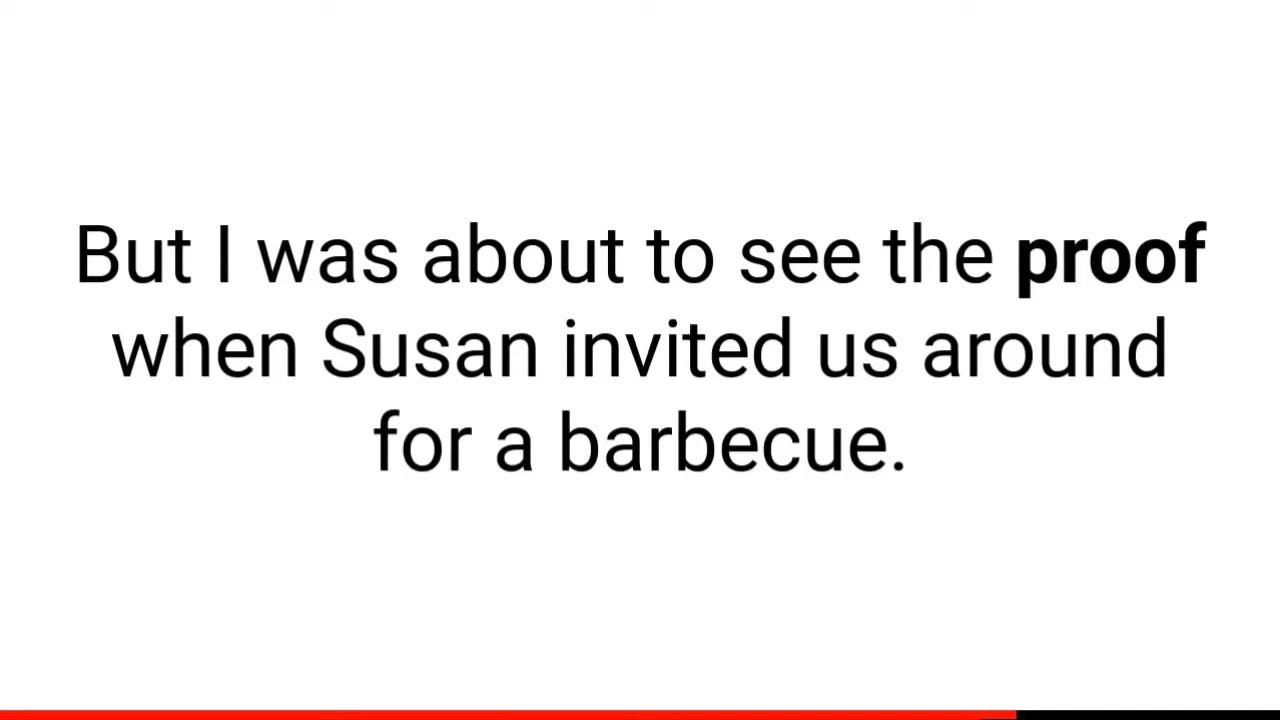 But I was about to see the proof
when Susan invited us around
for a barbecue.